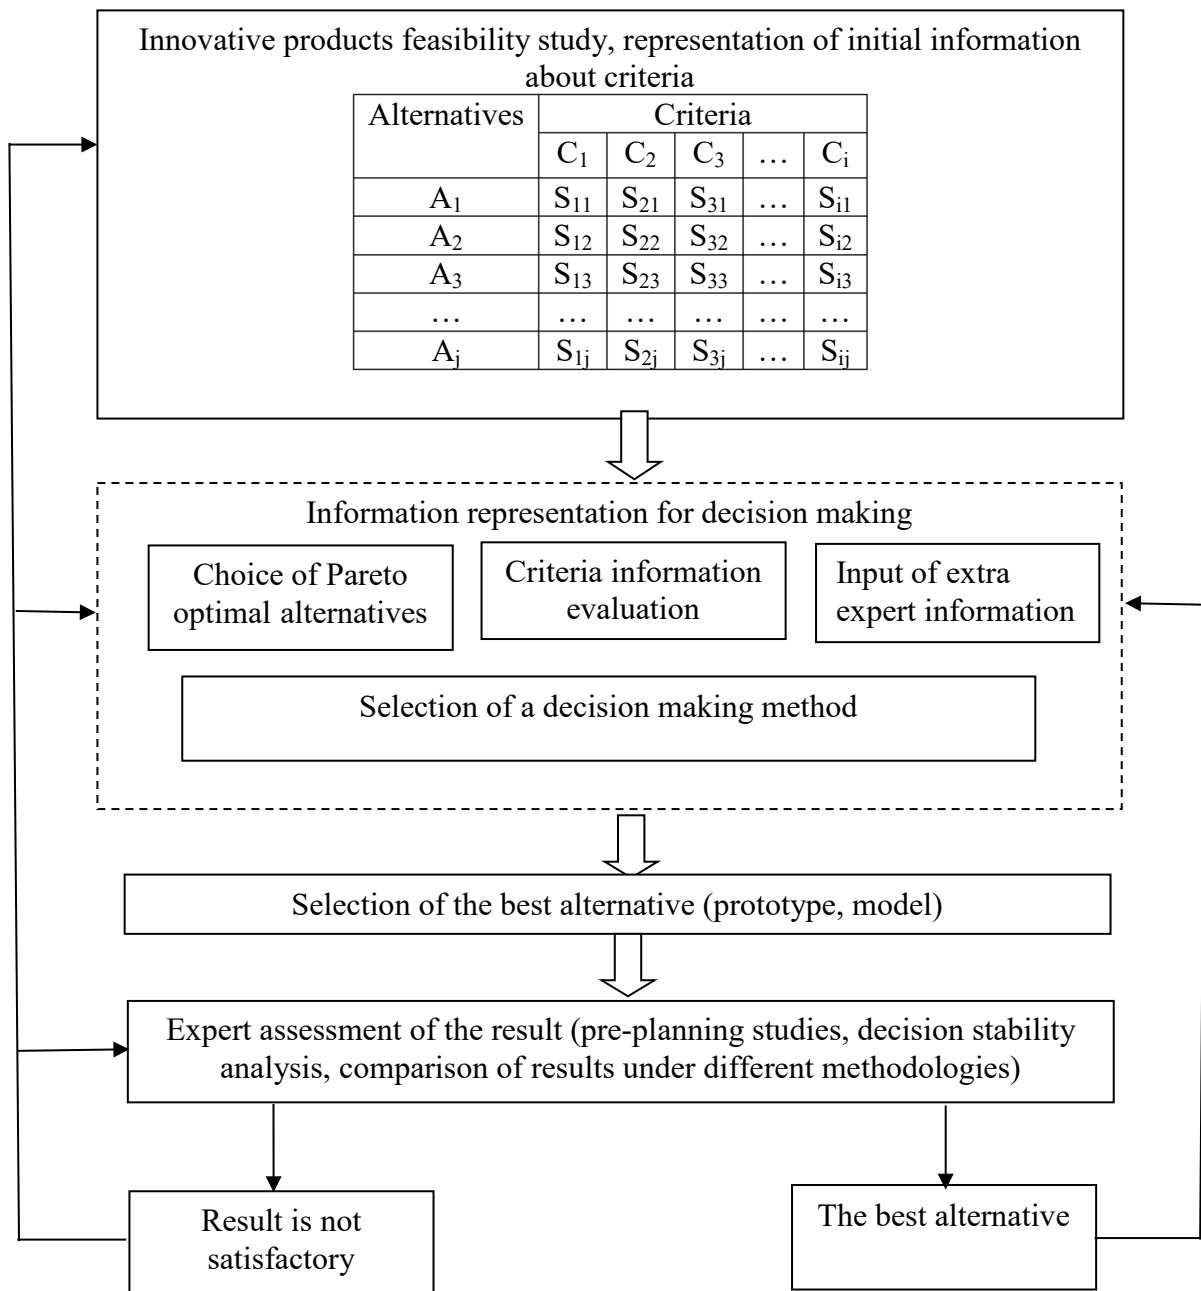 Innovative products feasibility study, representation of initial information
about criteria
Alternatives Criteria
C₁ C₂ C₃ … Cᵢ
A₁ S₁₁ S₂₁ S₃₁ … Sᵢ₁
A₂ S₁₂ S₂₂ S₃₂ … Sᵢ₂
A₃ S₁₃ S₂₃ S₃₃ … Sᵢ₃
… … … … … …
Aⱼ S₁ⱼ S₂ⱼ S₃ⱼ … Sᵢⱼ
Information representation for decision making
Choice of Pareto
optimal alternatives
Criteria information
evaluation
Input of extra
expert information
Selection of a decision making method
Selection of the best alternative (prototype, model)
Expert assessment of the result (pre-planning studies, decision stability
analysis, comparison of results under different methodologies)
Result is not
satisfactory
The best alternative